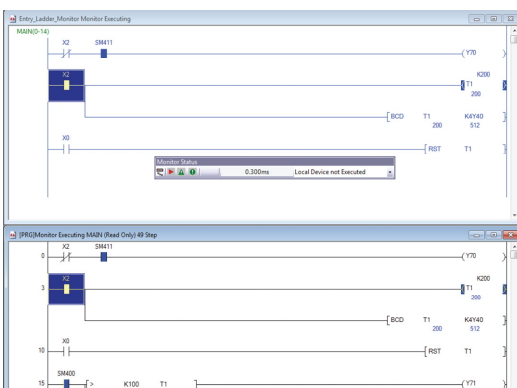 Entry_Ladder_Monitor Monitor Executing
MAIN(0-14)
X2 SM411
Y70
X2 K200
T1
200
BCD T1 K4Y40
200 512
X0
RST T1
Monitor Status
0.300ms Local Device not Executed
[PRG]Monitor Executing MAIN (Read Only) 49 Step
X2 SM411
0 Y70
X2 K200
3 T1
200
BCD T1 K4Y40
200 512
X0
10 RST T1
SM400
15 > K100 T1 Y71